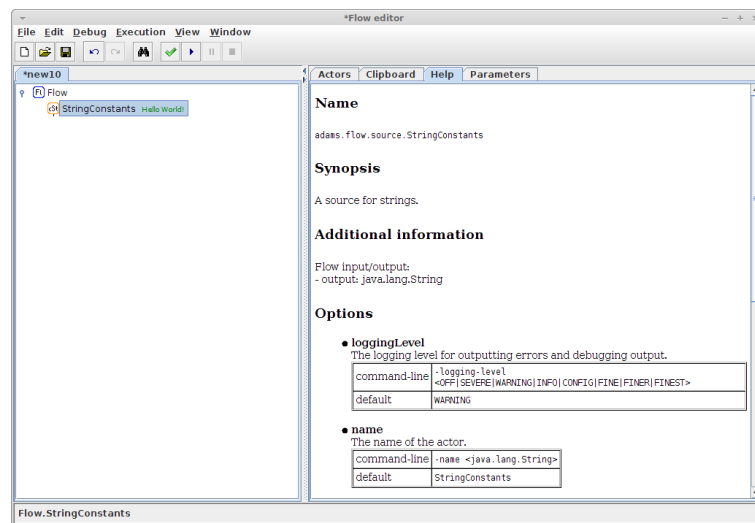 *Flow editor
File Edit Debug Execution View Window
*new10
Flow
StringConstants Hello World!
Actors Clipboard Help Parameters
Name
adams.flow.source.StringConstants
Synopsis
A source for strings.
Additional information
Flow input/output:
- output: java.lang.String
Options
● loggingLevel
The logging level for outputting errors and debugging output.
command-line -logging-level
<OFF|SEVERE|WARNING|INFO|CONFIG|FINE|FINER|FINEST>
default WARNING
● name
The name of the actor.
command-line -name <java.lang.String>
default StringConstants
Flow.StringConstants